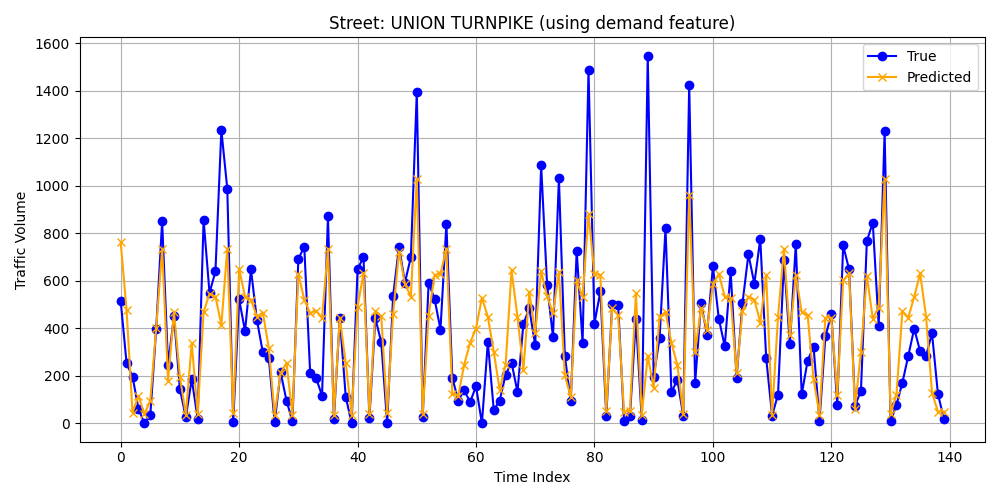 Street: UNION TURNPIKE (using demand feature)
True
Predicted
Traffic Volume
1600
1400
1200
1000
800
600
400
200
0
0 20 40 60 80 100 120 140
Time Index